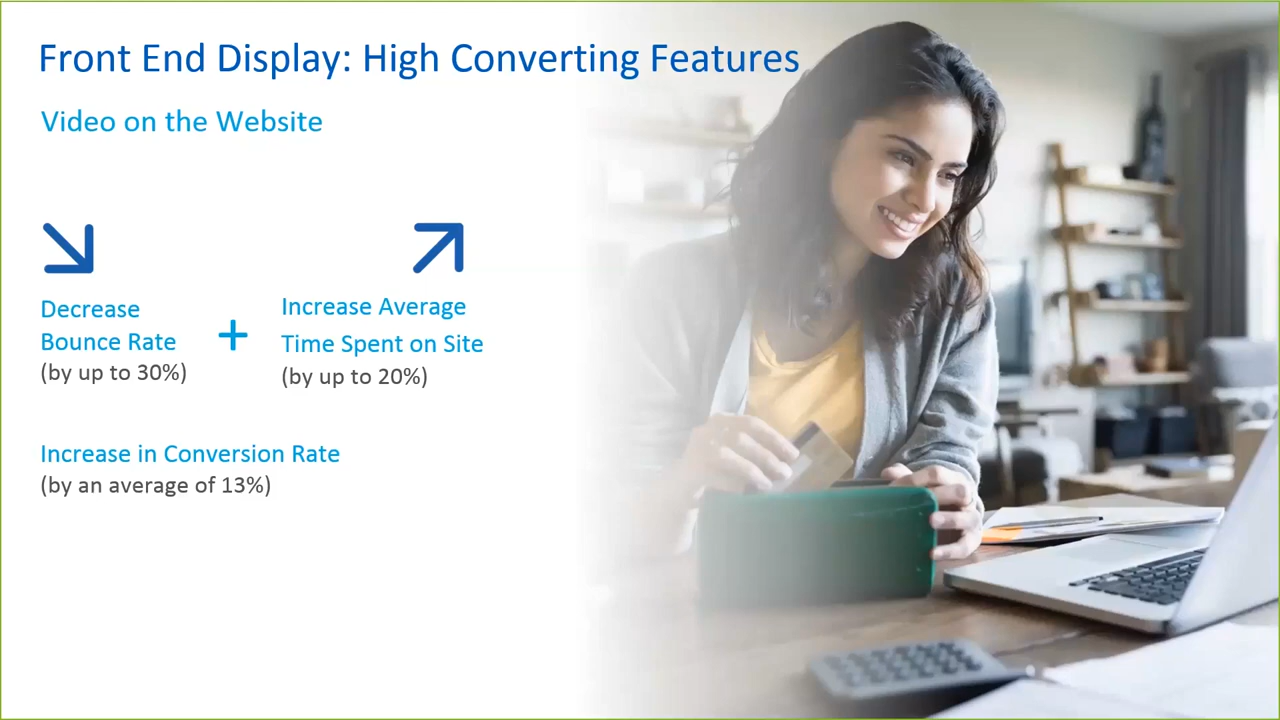 Front End Display: High Converting Features
Video on the Website
Decrease
Bounce Rate
(by up to 30%)
+
Increase Average
Time Spent on Site
(by up to 20%)
Increase in Conversion Rate
(by an average of 13%)